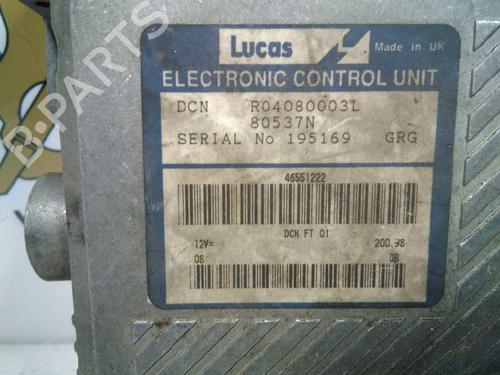 Lucas Made in UK
ELECTRONIC CONTROL UNIT
DCN R04080003L
80537N
SERIAL No 195169 GRG
46551222
DCN FT 01
12V= 200.98
08 08
B-PARTS